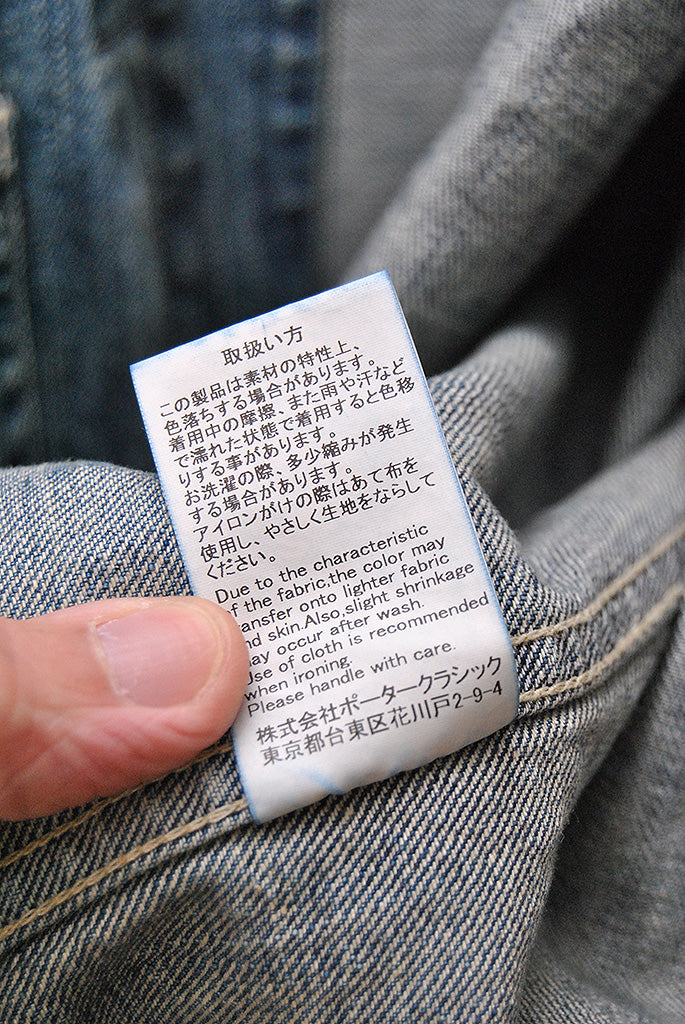 取扱い方
この製品は素材の特性上、
色落ちする場合があります。
着用中の摩擦、また雨や汗など
で濡れた状態で着用すると色移
りする事があります。
お洗濯の際、多少縮みが発生
する場合があります。
アイロンがけの際はあて布を
使用し、やさしく生地をならして
ください。
Due to the characteristic
of the fabric,the color may
transfer onto lighter fabric
nd skin.Also,slight shrinkage
ay occur after wash.
Use of cloth is recommended
when ironing.
Please handle with care.
株式会社ポータークラシック
東京都台東区花川戸2-9-4